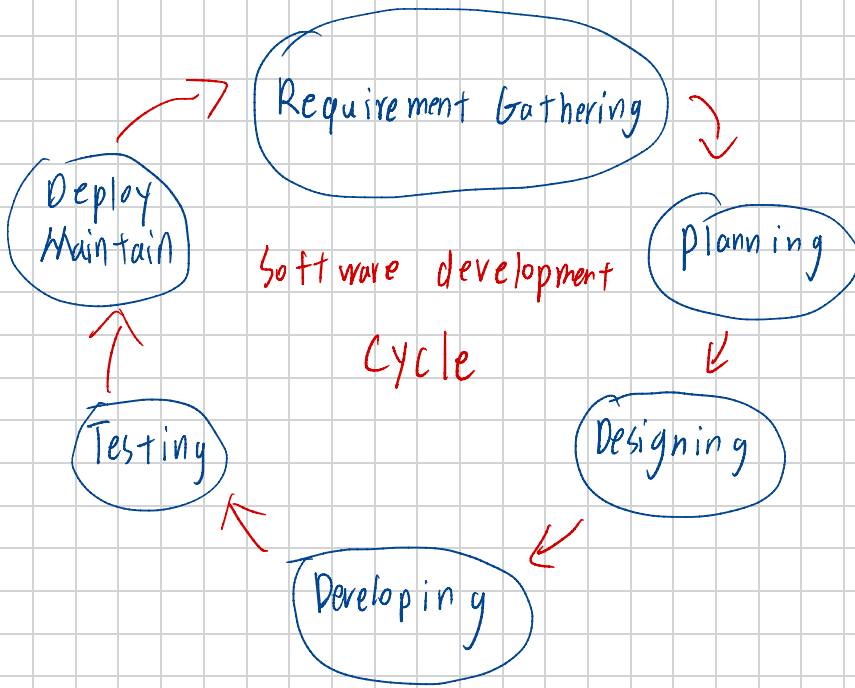 Requirement Gathering
Deploy
Maintain
Planning
Software development
Cycle
Testing
Designing
Developing